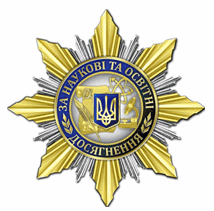 ЗА НАУКОВІ ТА ОСВІТНІ
ДОСЯГНЕННЯ